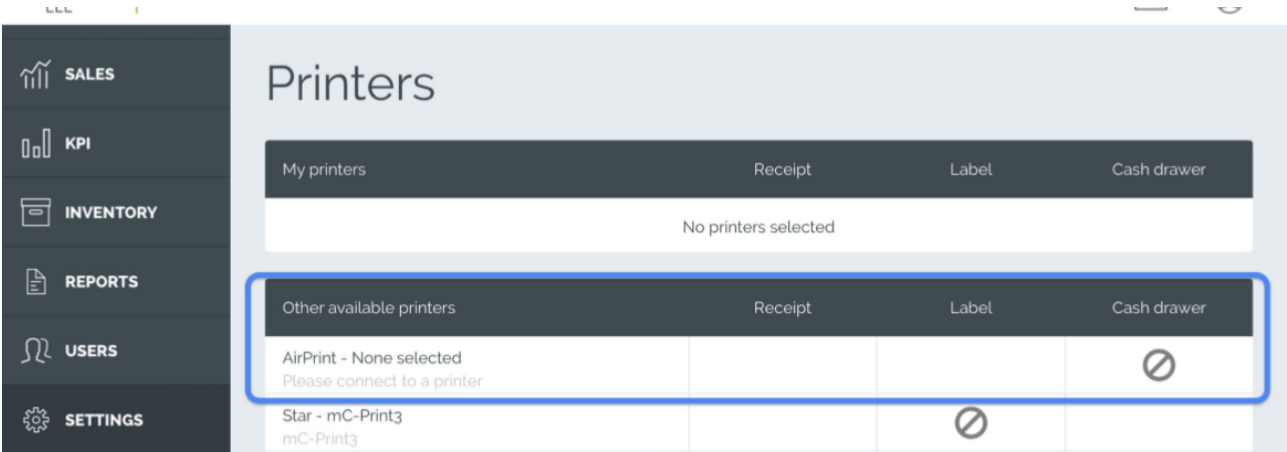 SALES
KPI
INVENTORY
REPORTS
USERS
SETTINGS
Printers
My printers Receipt Label Cash drawer
No printers selected
Other available printers Receipt Label Cash drawer
AirPrint - None selected
Please connect to a printer
Star - mC-Print3
mC-Print3